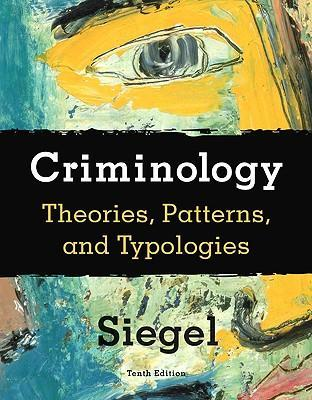 Criminology
Theories, Patterns,
and Typologies
Siegel
Tenth Edition